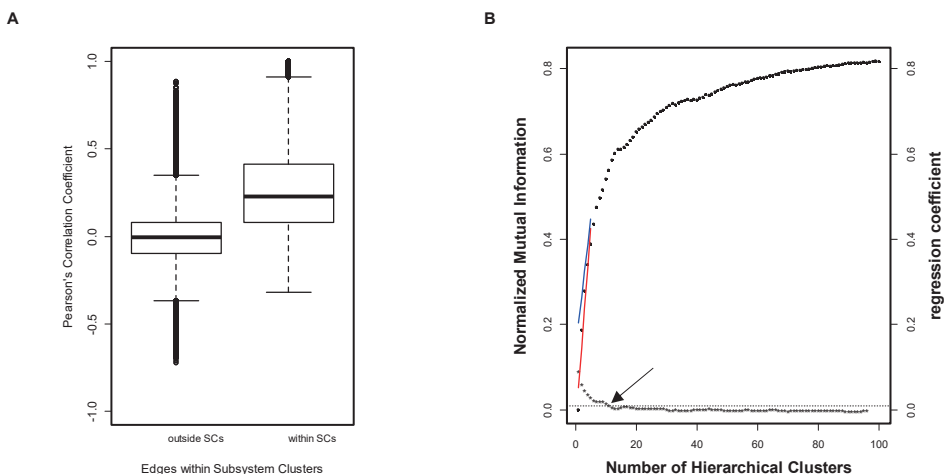 A
Pearson's Correlation Coefficient
1.0
0.5
0.0
-0.5
-1.0
outside SCs
within SCs
Edges within Subsystem Clusters
B
Normalized Mutual Information
0.8
0.6
0.4
0.2
0.0
0
20
40
60
80
100
Number of Hierarchical Clusters
0.8
0.6
0.4
0.2
0.0
regression coefficient